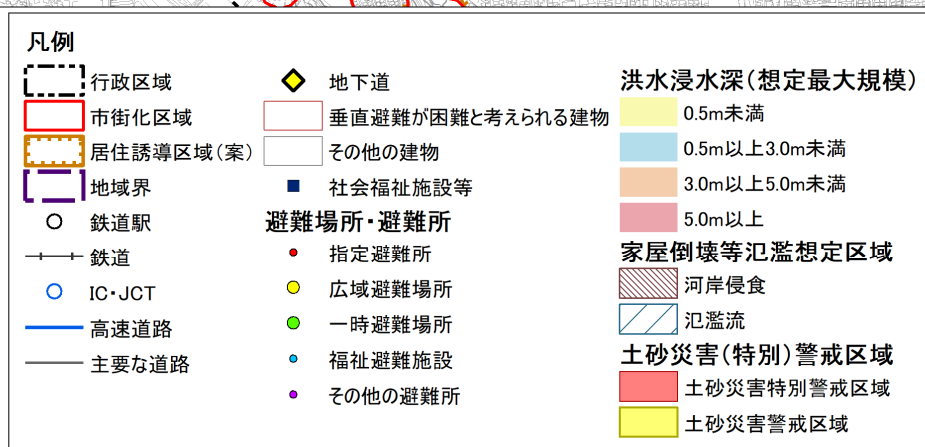 凡例
行政区域
市街化区域
居住誘導区域(案)
地域界
鉄道駅
鉄道
IC・JCT
高速道路
主要な道路
地下道
垂直避難が困難と考えられる建物
その他の建物
社会福祉施設等
避難場所・避難所
指定避難所
広域避難場所
一時避難場所
福祉避難施設
その他の避難所
洪水浸水深(想定最大規模)
0.5m未満
0.5m以上3.0m未満
3.0m以上5.0m未満
5.0m以上
家屋倒壊等氾濫想定区域
河岸侵食
氾濫流
土砂災害(特別)警戒区域
土砂災害特別警戒区域
土砂災害警戒区域